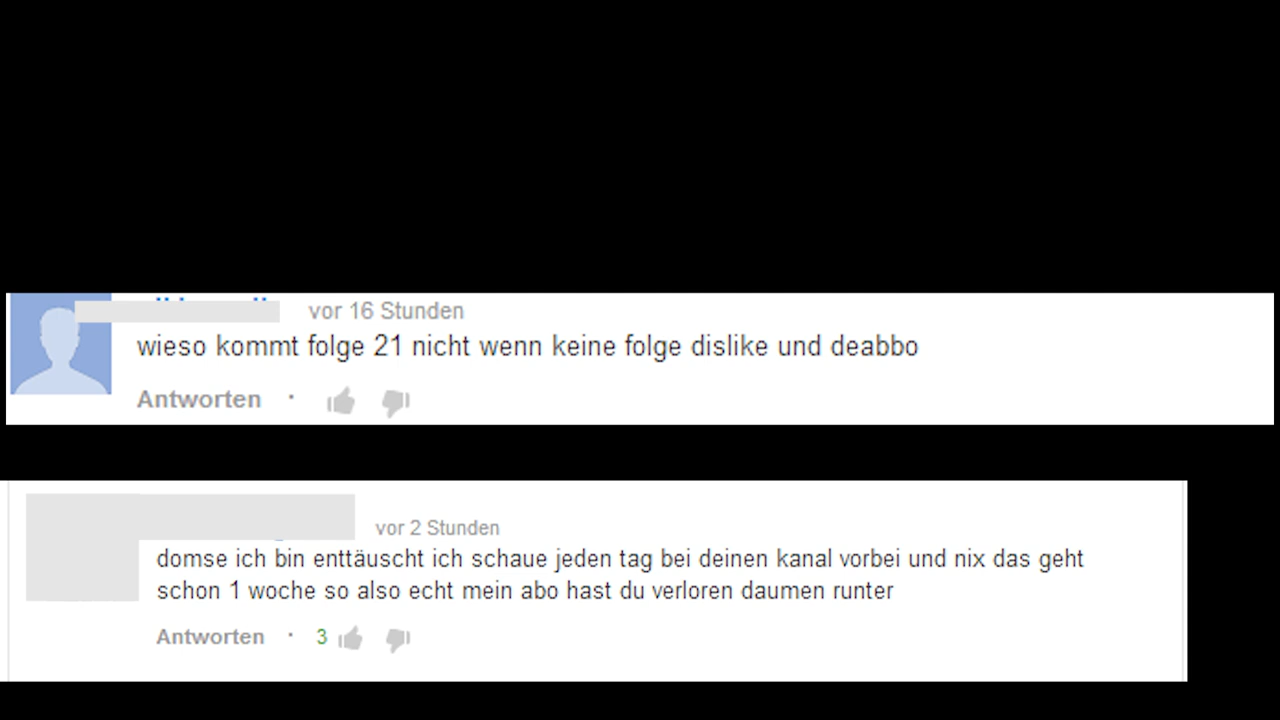 vor 16 Stunden
wieso kommt folge 21 nicht wenn keine folge dislike und deabbo
Antworten ·
vor 2 Stunden
domse ich bin enttäuscht ich schaue jeden tag bei deinen kanal vorbei und nix das geht
schon 1 woche so also echt mein abo hast du verloren daumen runter
Antworten · 3